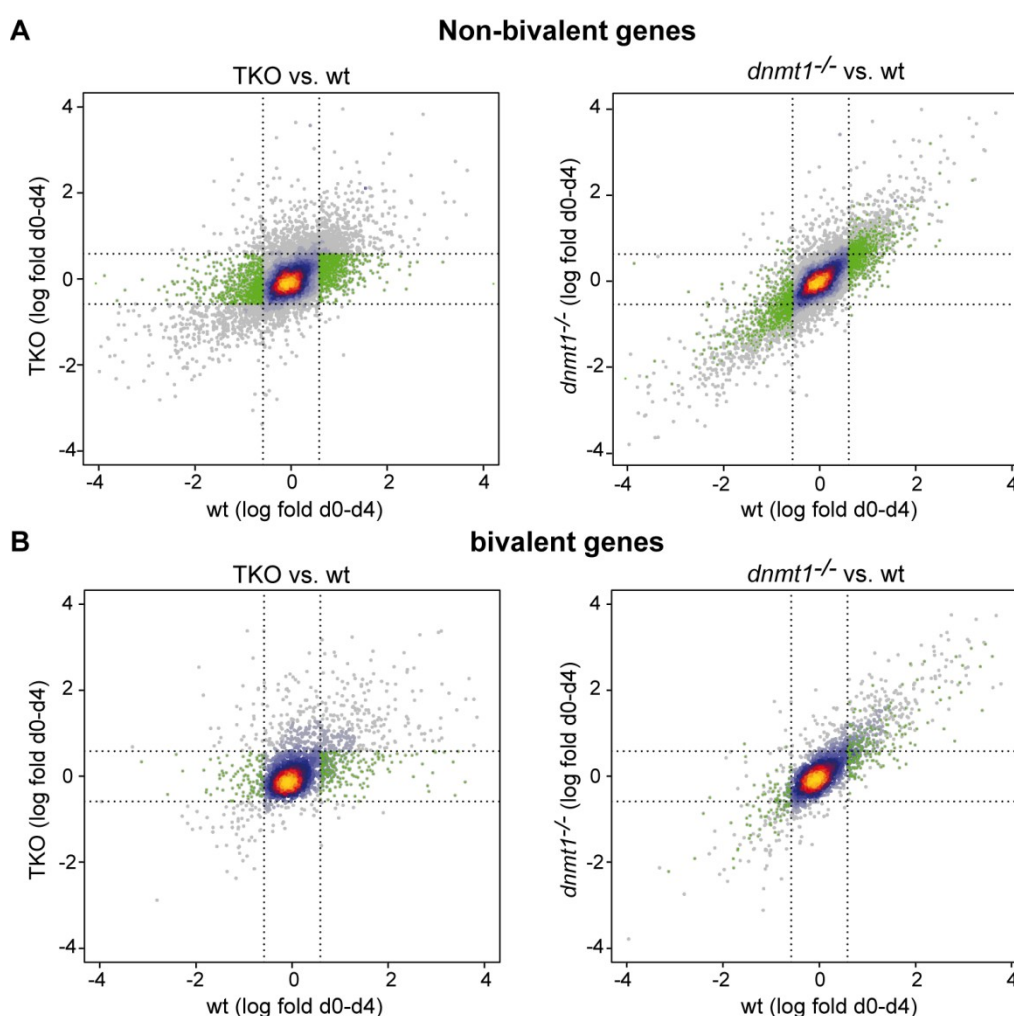 A
Non-bivalent genes
TKO vs. wt
dnmt1-/- vs. wt
TKO (log fold d0-d4)
4
2
0
-2
-4
-4
-2
0
2
4
wt (log fold d0-d4)
dnmt1-/- (log fold d0-d4)
4
2
0
-2
-4
-4
-2
0
2
4
wt (log fold d0-d4)
B
bivalent genes
TKO vs. wt
dnmt1-/- vs. wt
TKO (log fold d0-d4)
4
2
0
-2
-4
-4
-2
0
2
4
wt (log fold d0-d4)
dnmt1-/- (log fold d0-d4)
4
2
0
-2
-4
-4
-2
0
2
4
wt (log fold d0-d4)